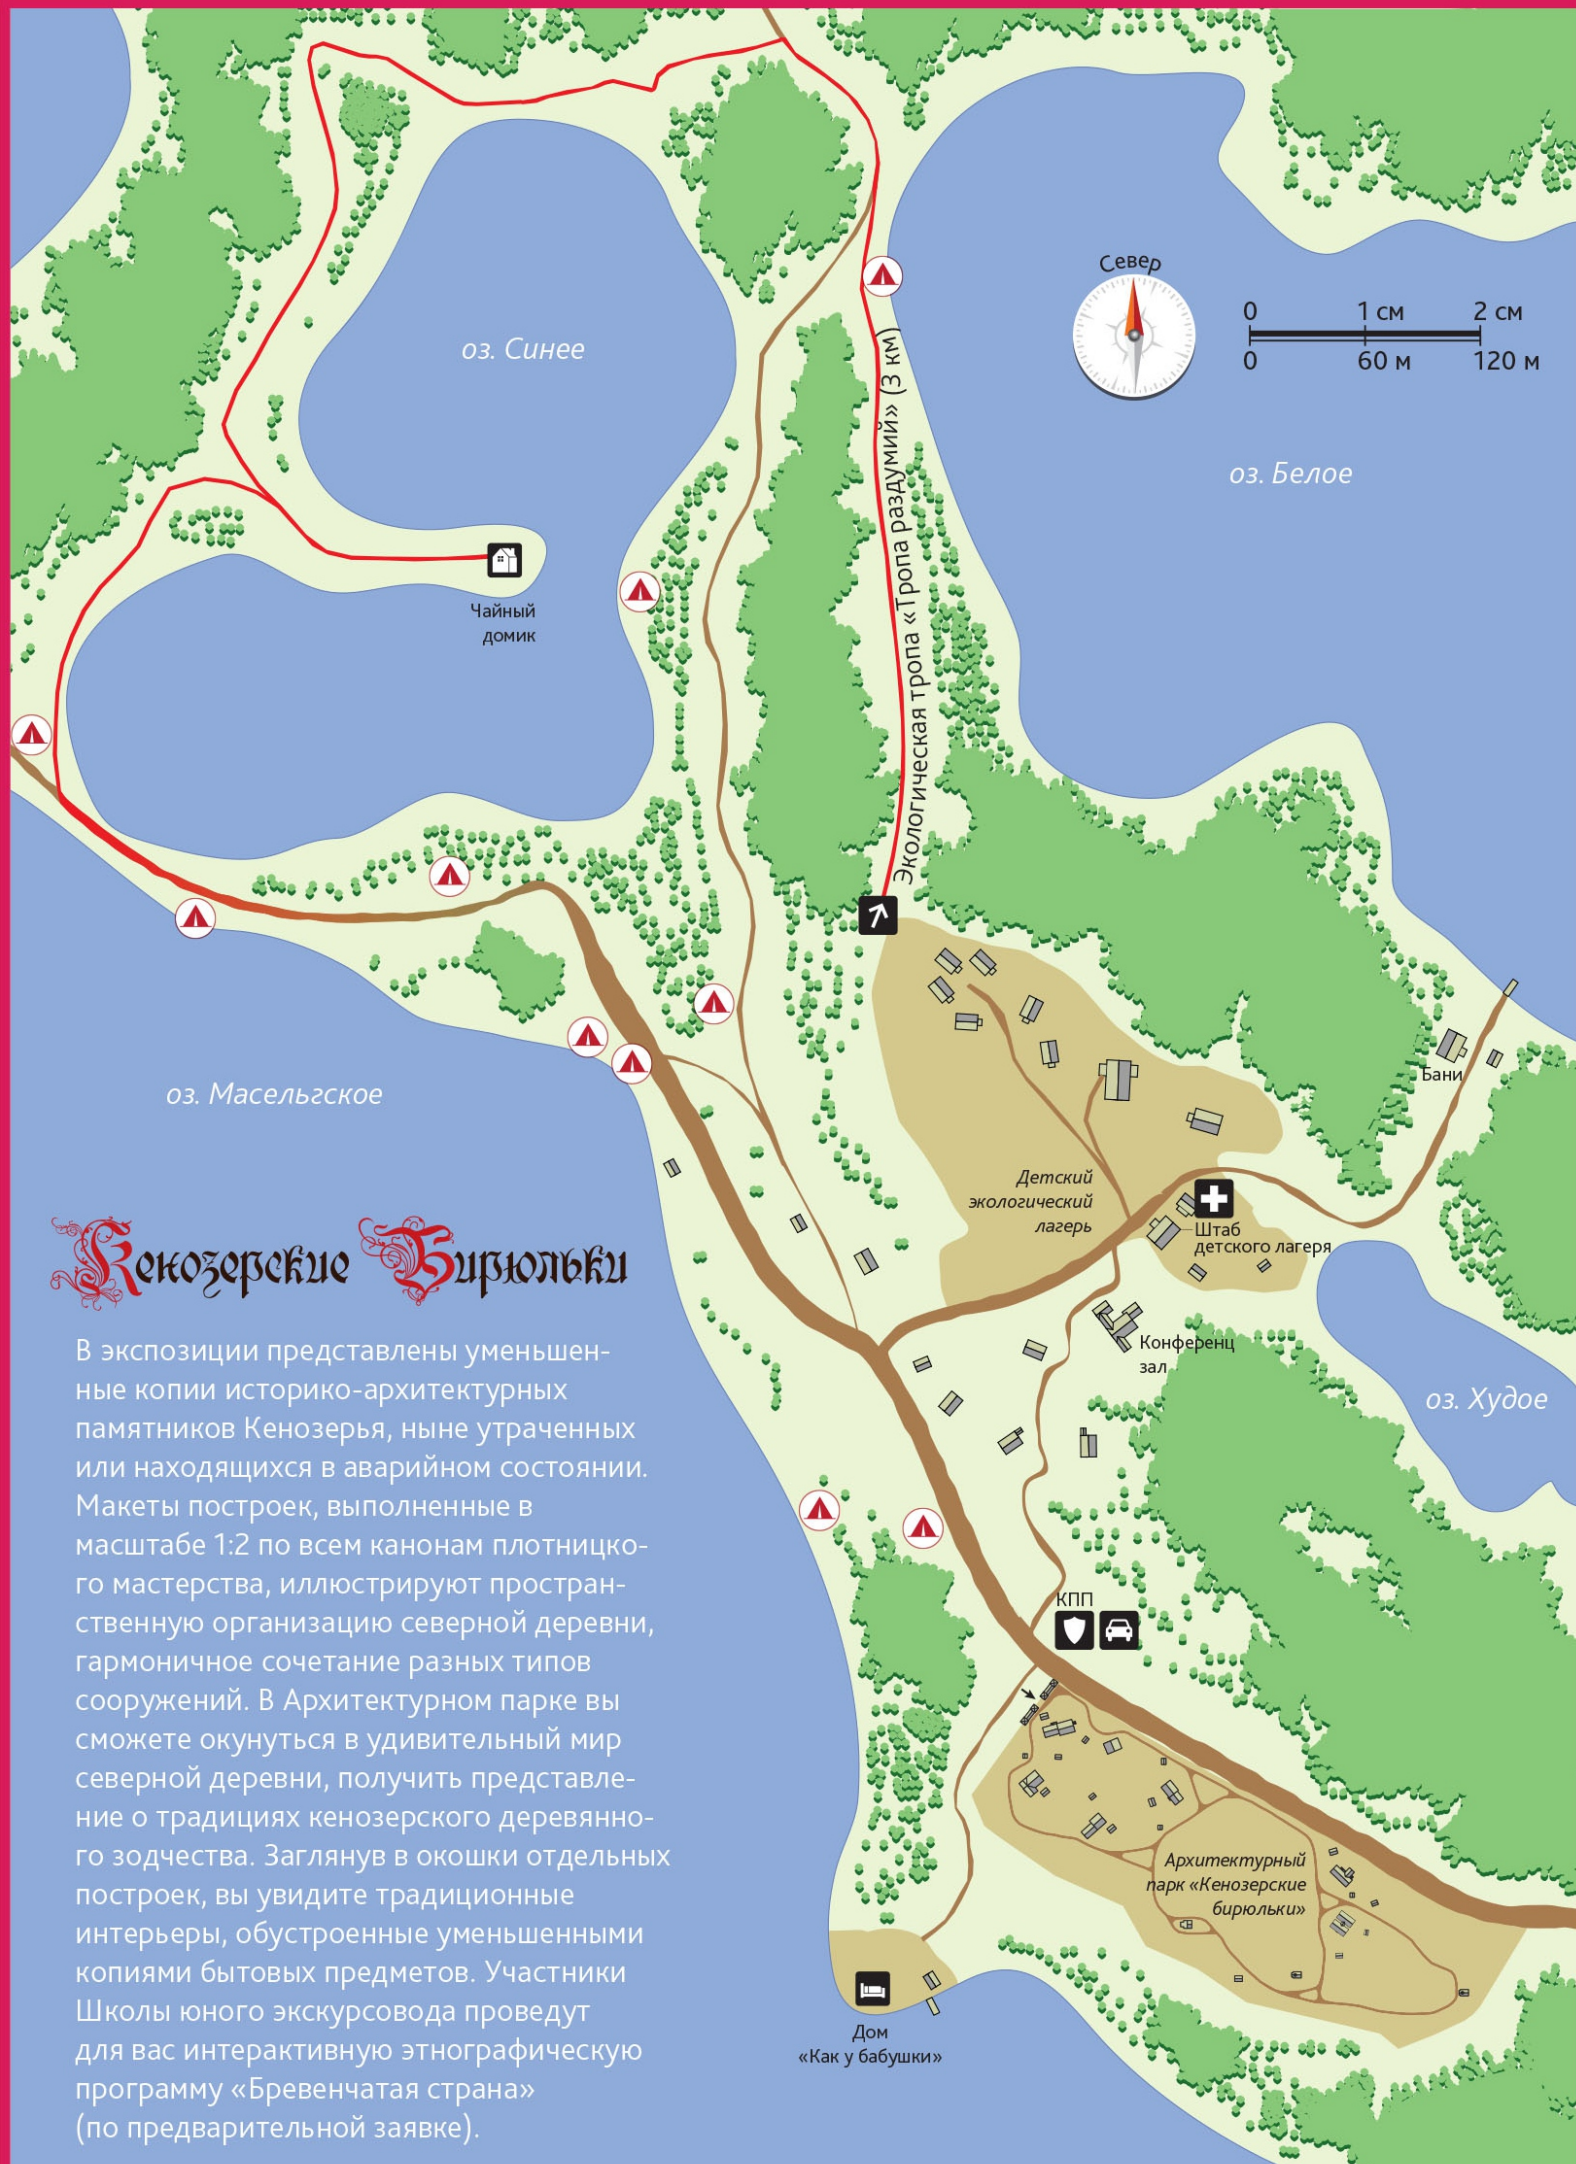 Север
0 1 см 2 см
0 60 м 120 м
оз. Синее
оз. Белое
Экологическая тропа «Тропа раздумий» (3 км)
Чайный
домик
оз. Масельгское
Бани
Детский
экологический
лагерь
Штаб
детского лагеря
Конференц
зал
оз. Худое
КПП
Архитектурный
парк «Кенозерские
бирюльки»
Дом
«Как у бабушки»
Кенозерские Бирюльки
В экспозиции представлены уменьшен-
ные копии историко-архитектурных
памятников Кенозерья, ныне утраченных
или находящихся в аварийном состоянии.
Макеты построек, выполненные в
масштабе 1:2 по всем канонам плотницко-
го мастерства, иллюстрируют простран-
ственную организацию северной деревни,
гармоничное сочетание разных типов
сооружений. В Архитектурном парке вы
сможете окунуться в удивительный мир
северной деревни, получить представле-
ние о традициях кенозерского деревянно-
го зодчества. Заглянув в окошки отдельных
построек, вы увидите традиционные
интерьеры, обустроенные уменьшенными
копиями бытовых предметов. Участники
Школы юного экскурсовода проведут
для вас интерактивную этнографическую
программу «Бревенчатая страна»
(по предварительной заявке).